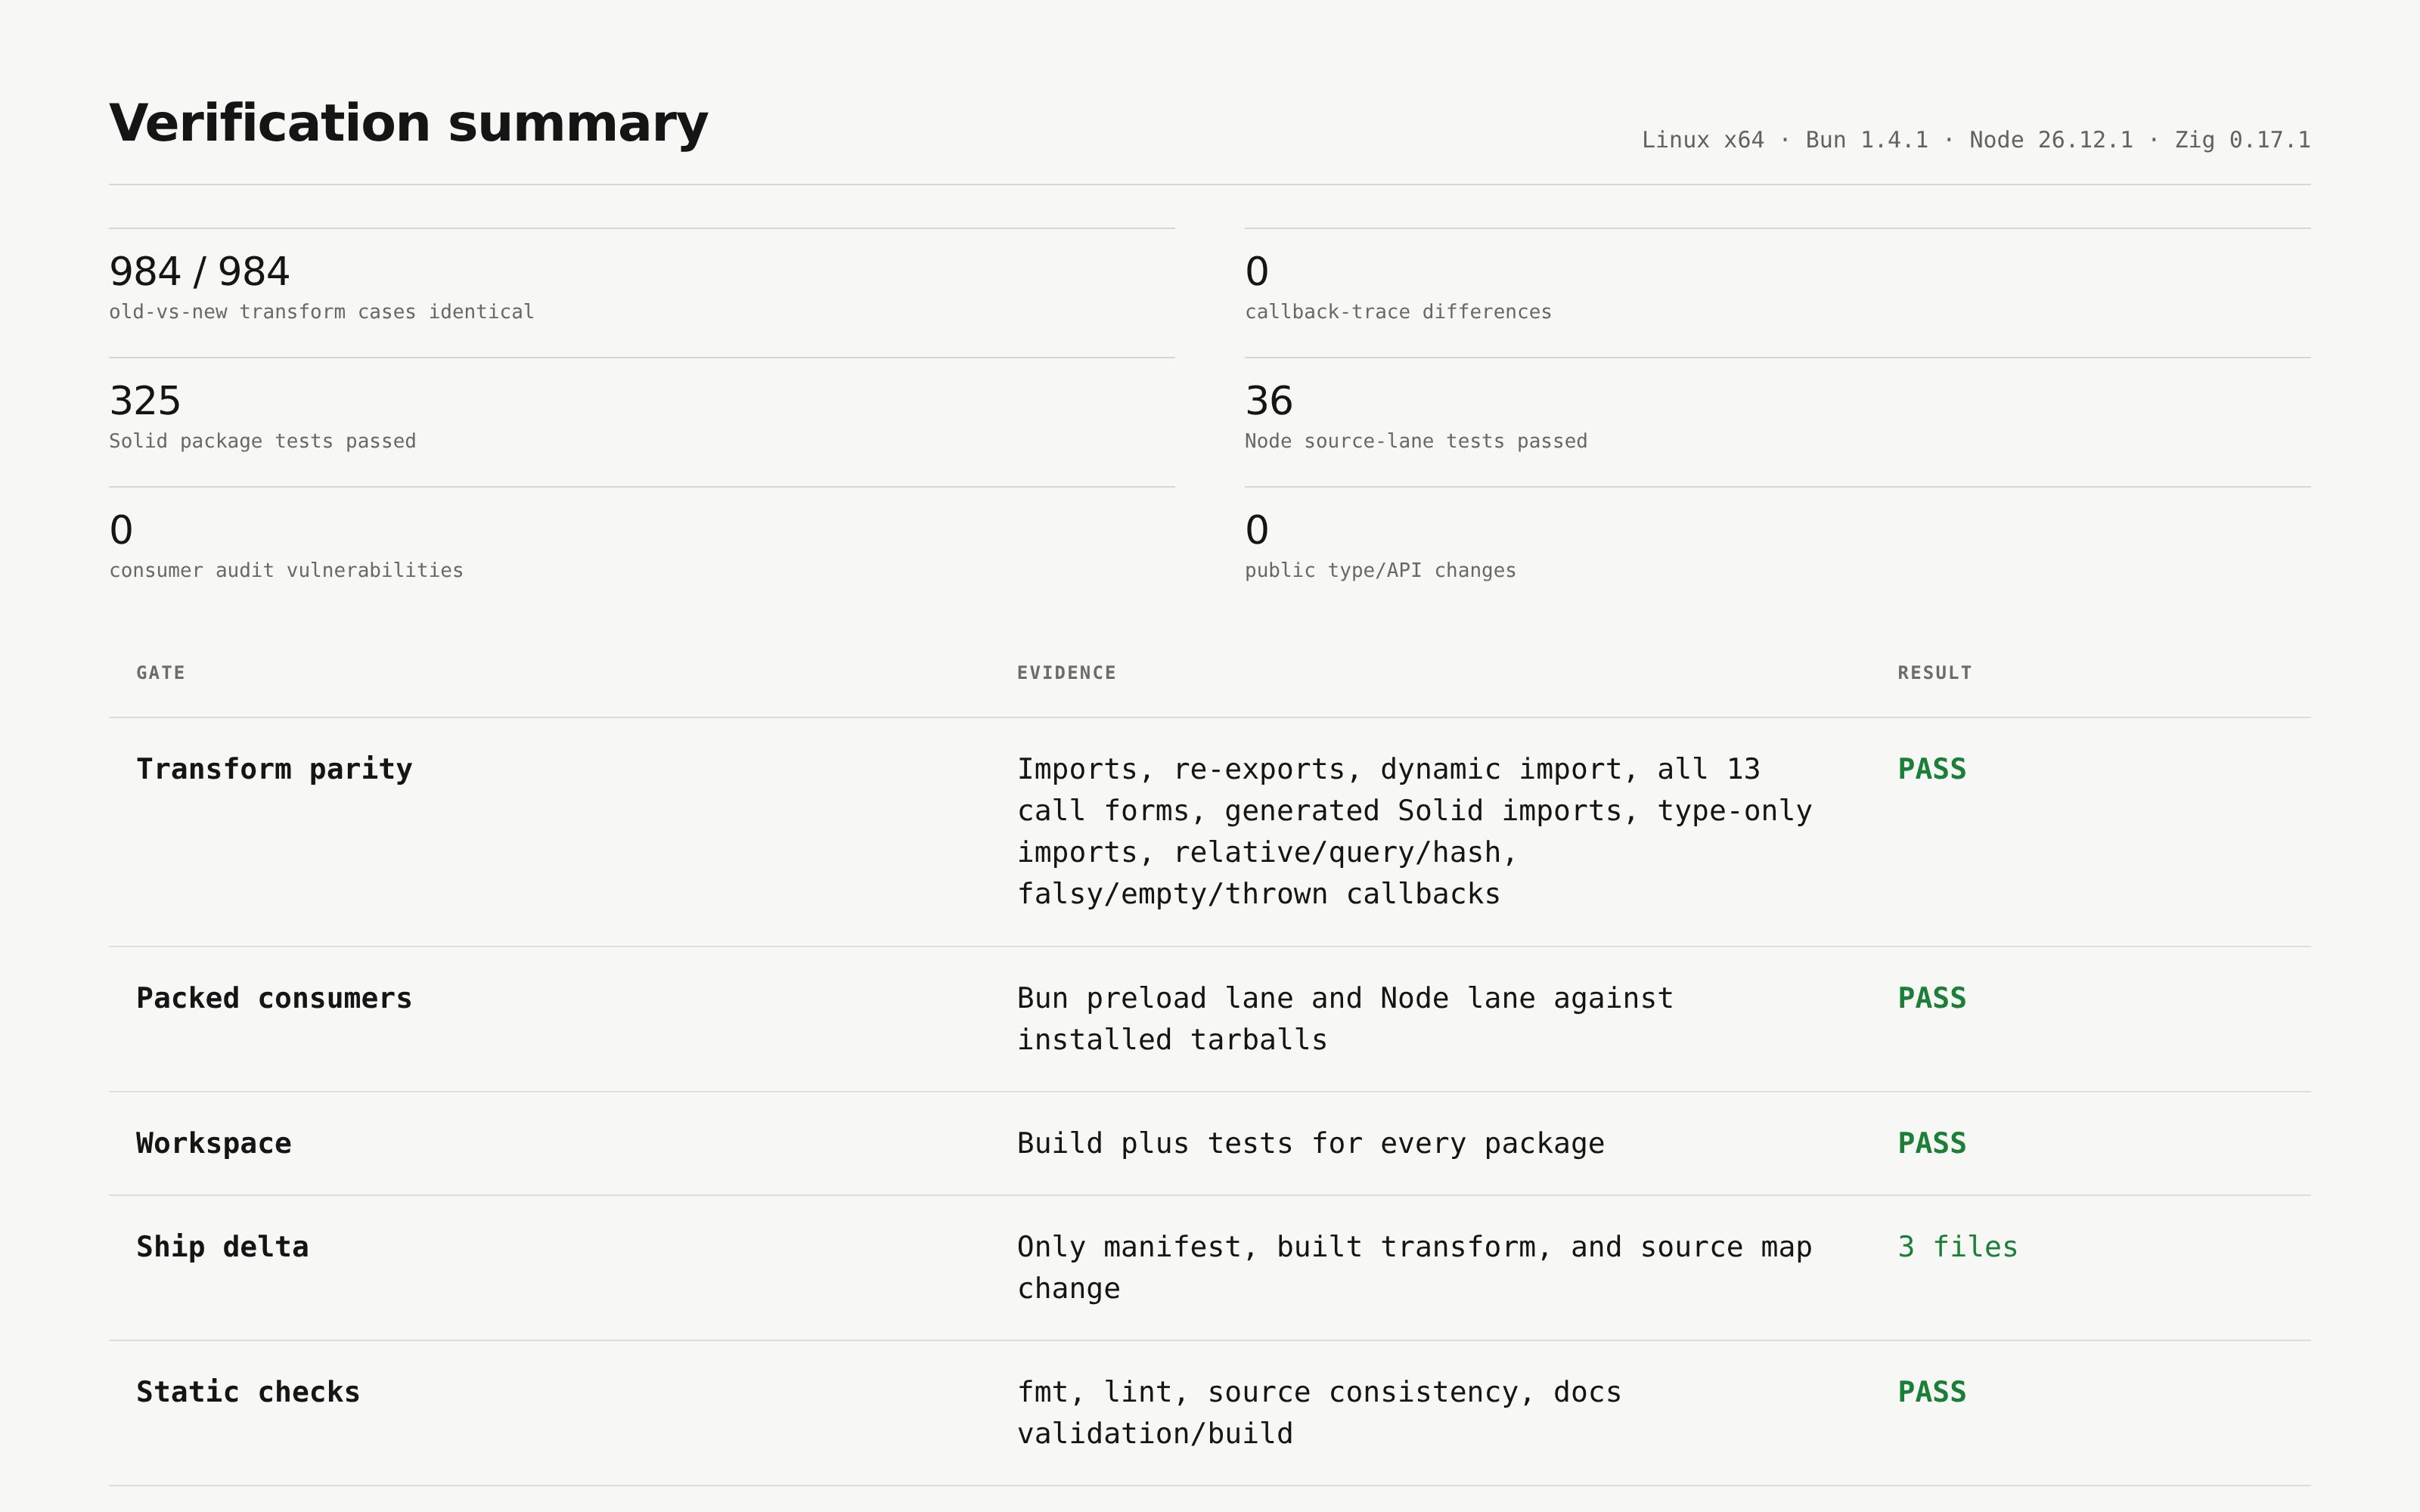 Verification summary
Linux x64 · Bun 1.4.1 · Node 26.12.1 · Zig 0.17.1
984 / 984
old-vs-new transform cases identical
0
callback-trace differences
325
Solid package tests passed
36
Node source-lane tests passed
0
consumer audit vulnerabilities
0
public type/API changes
GATE
EVIDENCE
RESULT
Transform parity
Imports, re-exports, dynamic import, all 13
call forms, generated Solid imports, type-only
imports, relative/query/hash,
falsy/empty/thrown callbacks
PASS
Packed consumers
Bun preload lane and Node lane against
installed tarballs
PASS
Workspace
Build plus tests for every package
PASS
Ship delta
Only manifest, built transform, and source map
change
3 files
Static checks
fmt, lint, source consistency, docs
validation/build
PASS